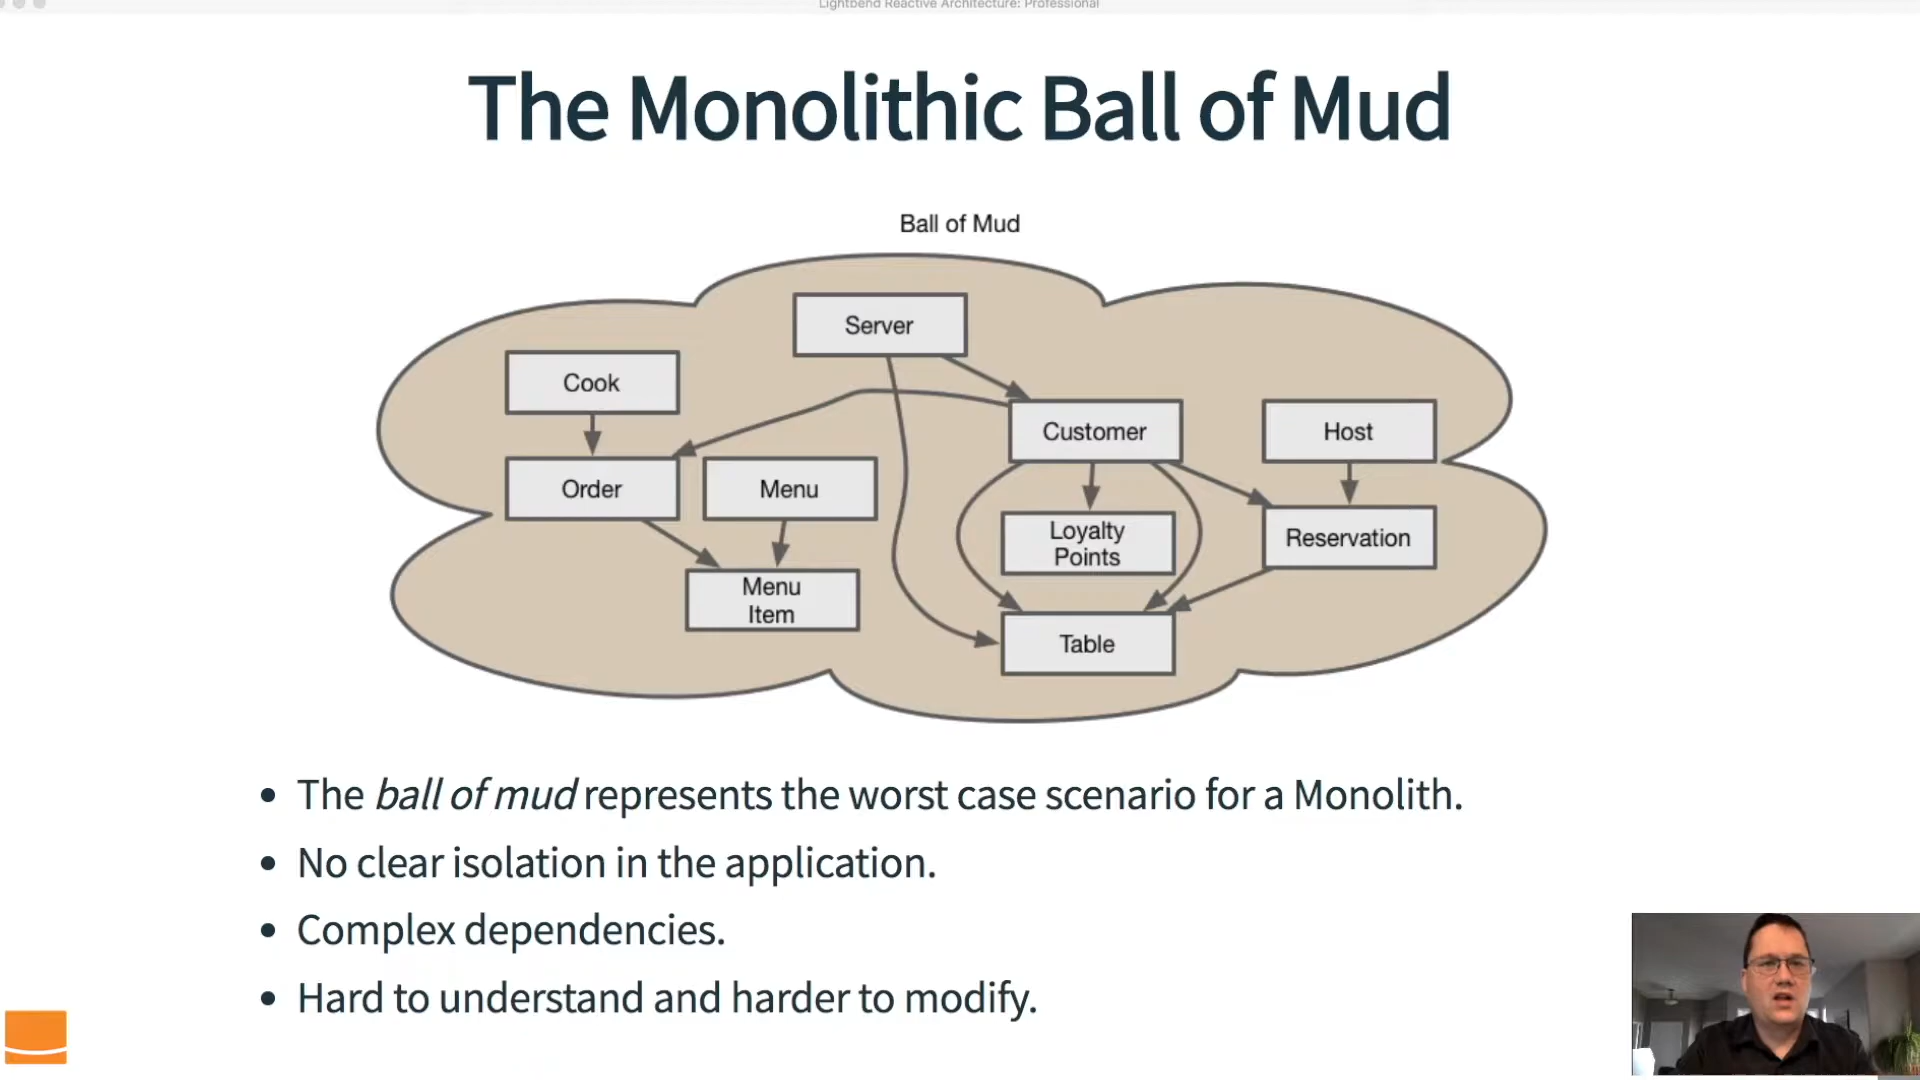 Lightbend Reactive Architecture: Professional
The Monolithic Ball of Mud
Ball of Mud
Server
Cook
Customer
Host
Order
Menu
Loyalty
Points
Reservation
Menu
Item
Table
• The ball of mud represents the worst case scenario for a Monolith.
• No clear isolation in the application.
• Complex dependencies.
• Hard to understand and harder to modify.